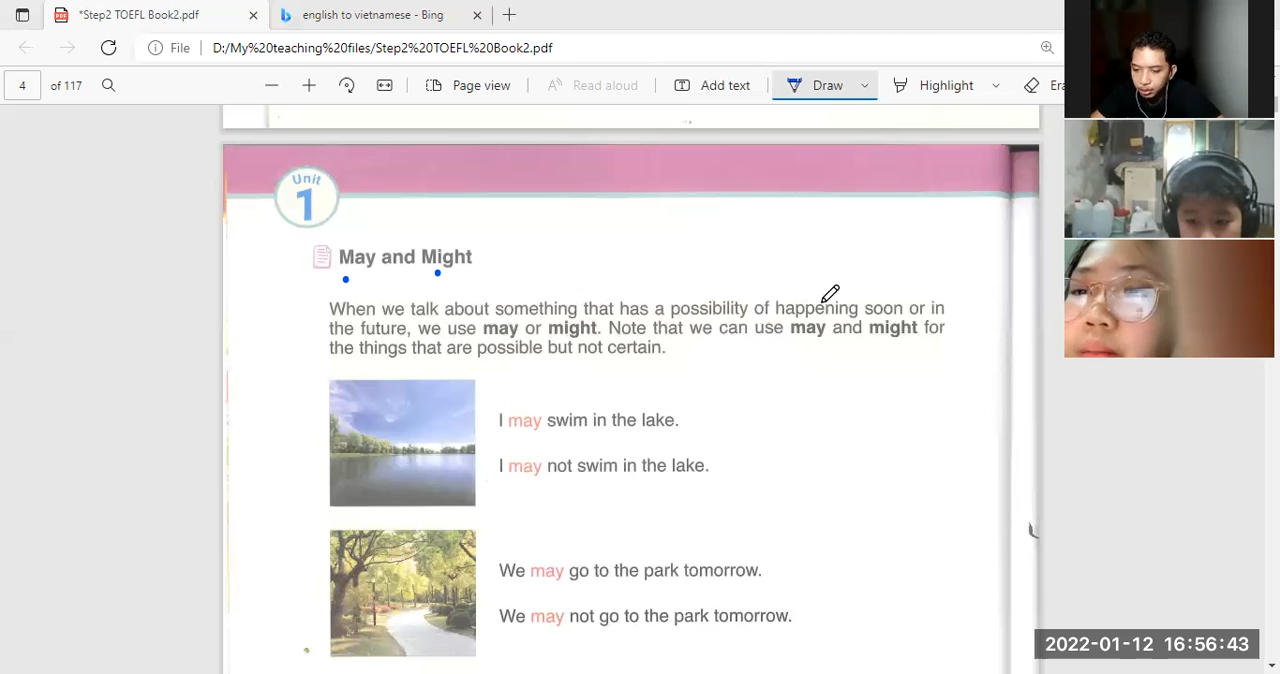 *Step2 TOEFL Book2.pdf
english to vietnamese - Bing
File D:/My%20teaching%20files/Step2%20TOEFL%20Book2.pdf
4 of 117 Page view Read aloud Add text Draw Highlight
Unit
1
May and Might
When we talk about something that has a possibility of happening soon or in
the future, we use may or might. Note that we can use may and might for
the things that are possible but not certain.
I may swim in the lake.
I may not swim in the lake.
We may go to the park tomorrow.
We may not go to the park tomorrow.
2022-01-12 16:56:43